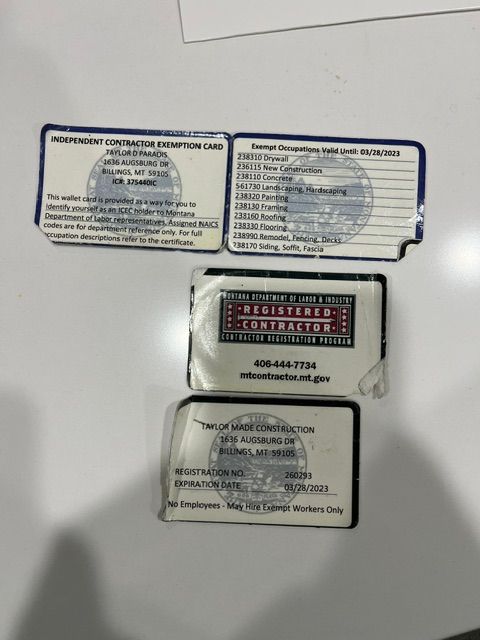 INDEPENDENT CONTRACTOR EXEMPTION CARD
TAYLOR D PARADIS
1636 AUGSBURG DR
BILLINGS, MT 59105
IC#: 375440IC
This wallet card is provided as a way for you to
identify yourself as an ICEC holder to Montana
Department of Labor representatives. Assigned NAICS
codes are for department reference only. For full
occupation descriptions refer to the certificate.
Exempt Occupations Valid Until: 03/28/2023
238310 Drywall
236115 New Construction
238110 Concrete
561730 Landscaping, Hardscaping
238320 Painting
238130 Framing
238160 Roofing
238330 Flooring
238990 Remodel, Fencing, Decks
238170 Siding, Soffit, Fascia
MONTANA DEPARTMENT OF LABOR & INDUSTRY
REGISTERED
CONTRACTOR
CONTRACTOR REGISTRATION PROGRAM
406-444-7734
mtcontractor.mt.gov
TAYLOR MADE CONSTRUCTION
1636 AUGSBURG DR
BILLINGS, MT 59105
REGISTRATION NO. 260293
EXPIRATION DATE 03/28/2023
No Employees - May Hire Exempt Workers Only